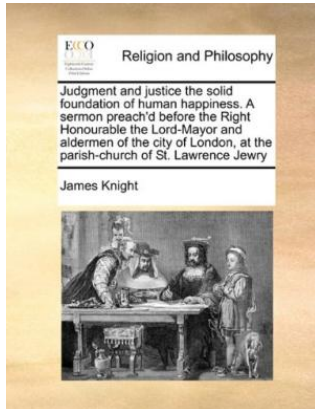 ECCO
Religion and Philosophy
Judgment and justice the solid
foundation of human happiness. A
sermon preach'd before the Right
Honourable the Lord-Mayor and
aldermen of the city of London, at the
parish-church of St. Lawrence Jewry
James Knight